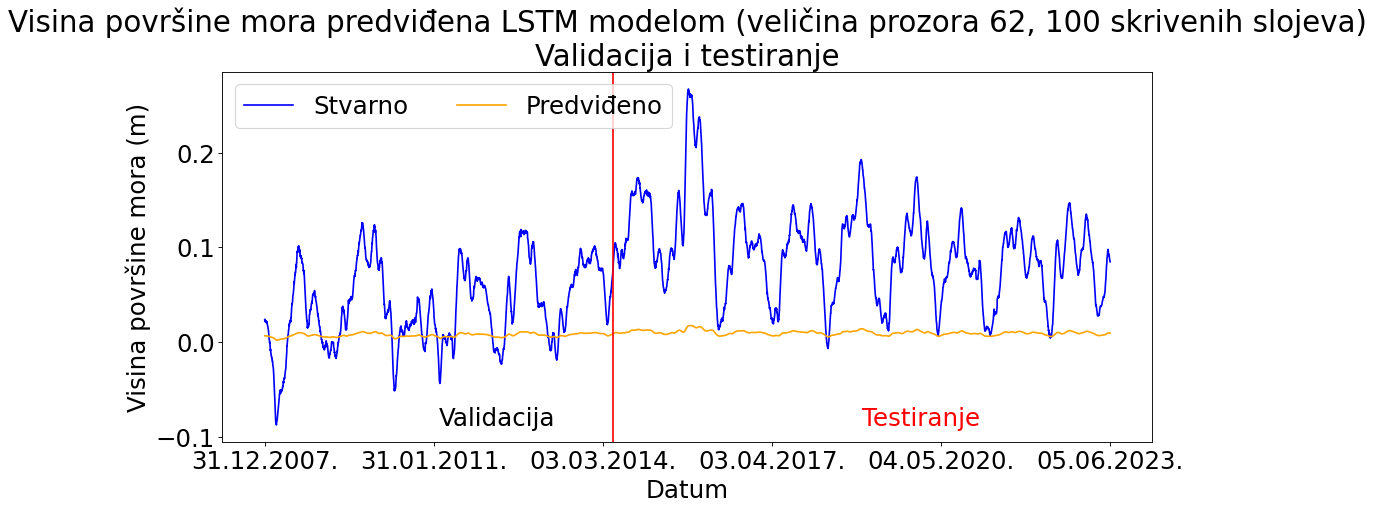 Visina površine mora predviđena LSTM modelom (veličina prozora 62, 100 skrivenih slojeva)
Validacija i testiranje
Stvarno
Predviđeno
Visina površine mora (m)
0.2
0.1
0.0
−0.1
Validacija
Testiranje
31.12.2007.
31.01.2011.
03.03.2014.
03.04.2017.
04.05.2020.
05.06.2023.
Datum